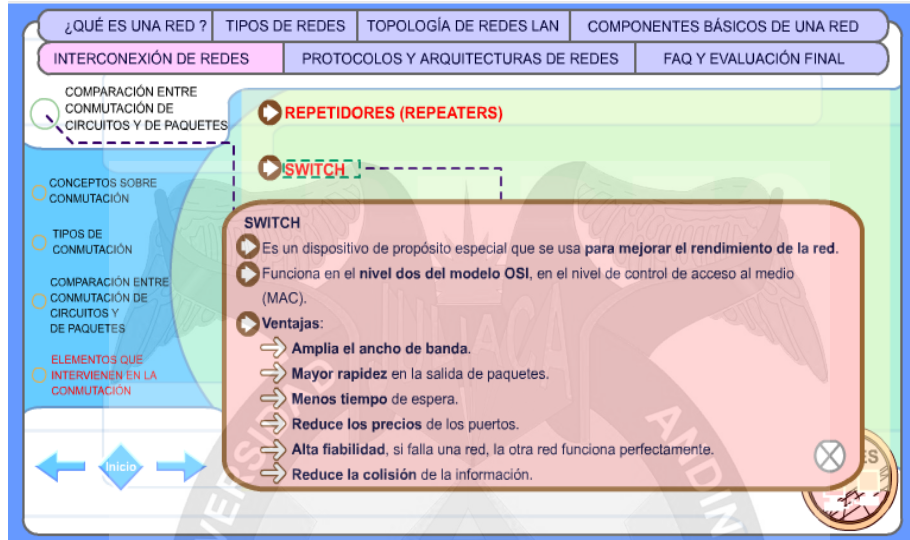 ¿QUÉ ES UNA RED ?
TIPOS DE REDES
TOPOLOGÍA DE REDES LAN
COMPONENTES BÁSICOS DE UNA RED
INTERCONEXIÓN DE REDES
PROTOCOLOS Y ARQUITECTURAS DE REDES
FAQ Y EVALUACIÓN FINAL
COMPARACIÓN ENTRE
CONMUTACIÓN DE
CIRCUITOS Y DE PAQUETES
CONCEPTOS SOBRE
CONMUTACIÓN
TIPOS DE
CONMUTACIÓN
COMPARACIÓN ENTRE
CONMUTACIÓN DE
CIRCUITOS Y
DE PAQUETES
ELEMENTOS QUE
INTERVIENEN EN LA
CONMUTACIÓN
Inicio
REPETIDORES (REPEATERS)
SWITCH
SWITCH
Es un dispositivo de propósito especial que se usa para mejorar el rendimiento de la red.
Funciona en el nivel dos del modelo OSI, en el nivel de control de acceso al medio
(MAC).
Ventajas:
Amplia el ancho de banda.
Mayor rapidez en la salida de paquetes.
Menos tiempo de espera.
Reduce los precios de los puertos.
Alta fiabilidad, si falla una red, la otra red funciona perfectamente.
Reduce la colisión de la información.